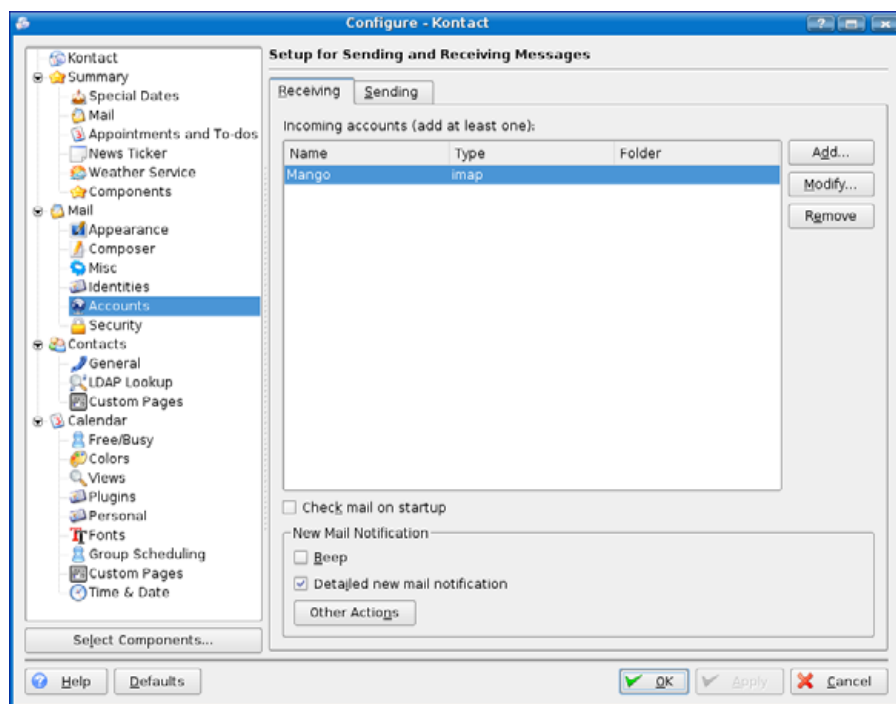 Configure - Kontact
Kontact
Summary
Special Dates
Mail
Appointments and To-dos
News Ticker
Weather Service
Components
Mail
Appearance
Composer
Misc
Identities
Accounts
Security
Contacts
General
LDAP Lookup
Custom Pages
Calendar
Free/Busy
Colors
Views
Plugins
Personal
Fonts
Group Scheduling
Custom Pages
Time & Date
Select Components...
Setup for Sending and Receiving Messages
Receiving Sending
Incoming accounts (add at least one):
Name Type Folder
Mango imap
Add...
Modify...
Remove
Check mail on startup
New Mail Notification
Beep
Detailed new mail notification
Other Actions
Help Defaults OK Apply Cancel